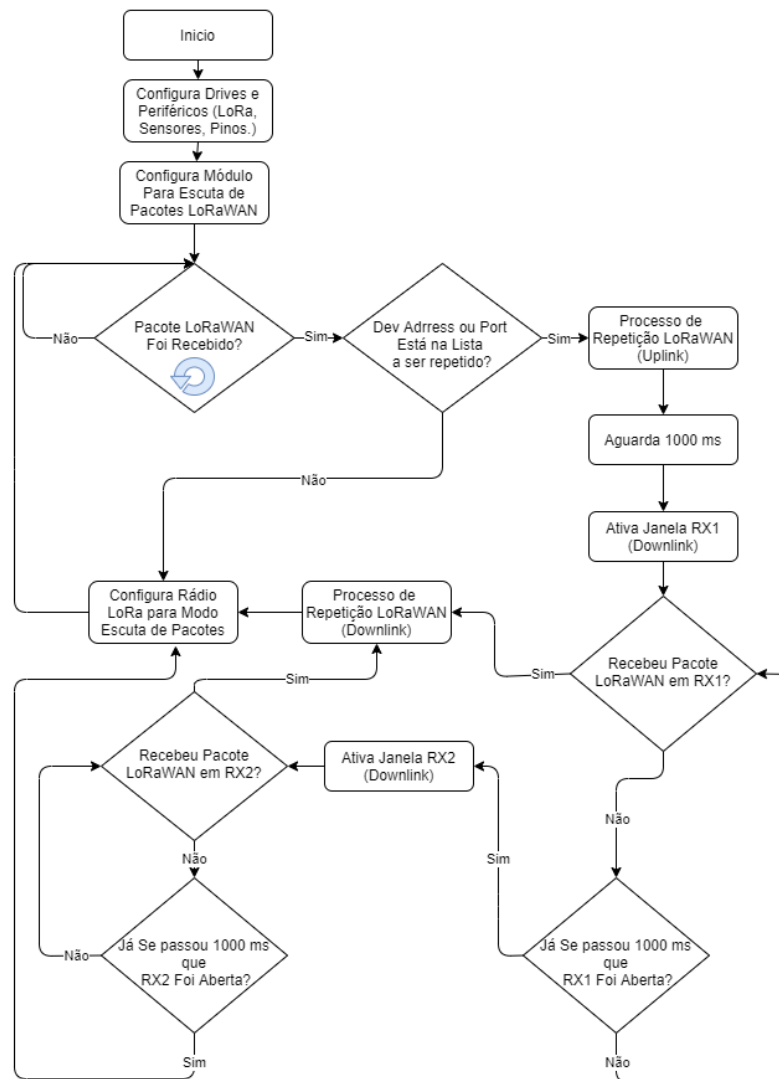 Inicio
Configura Drives e
Periféricos (LoRa,
Sensores, Pinos.)
Configura Módulo
Para Escuta de
Pacotes LoRaWAN
Pacote LoRaWAN
Foi Recebido?
Não
Sim
Dev Adrress ou Port
Está na Lista
a ser repetido?
Sim
Não
Processo de
Repetição LoRaWAN
(Uplink)
Aguarda 1000 ms
Ativa Janela RX1
(Downlink)
Recebeu Pacote
LoRaWAN em RX1?
Sim
Não
Processo de
Repetição LoRaWAN
(Downlink)
Configura Rádio
LoRa para Modo
Escuta de Pacotes
Já Se passou 1000 ms
que
RX1 Foi Aberta?
Sim
Não
Ativa Janela RX2
(Downlink)
Recebeu Pacote
LoRaWAN em RX2?
Sim
Não
Já Se passou 1000 ms
que
RX2 Foi Aberta?
Não
Sim